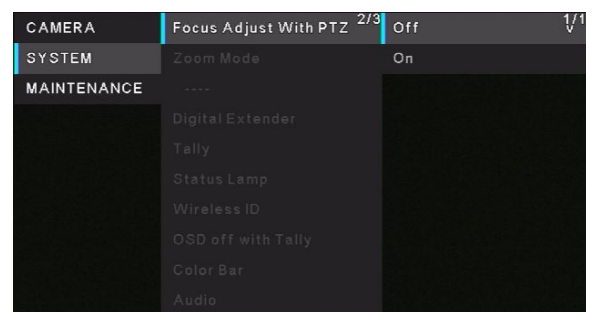 CAMERA
SYSTEM
MAINTENANCE
Focus Adjust With PTZ 2/3
Zoom Mode
----
Digital Extender
Tally
Status Lamp
Wireless ID
OSD off with Tally
Color Bar
Audio
Off 1/1
On